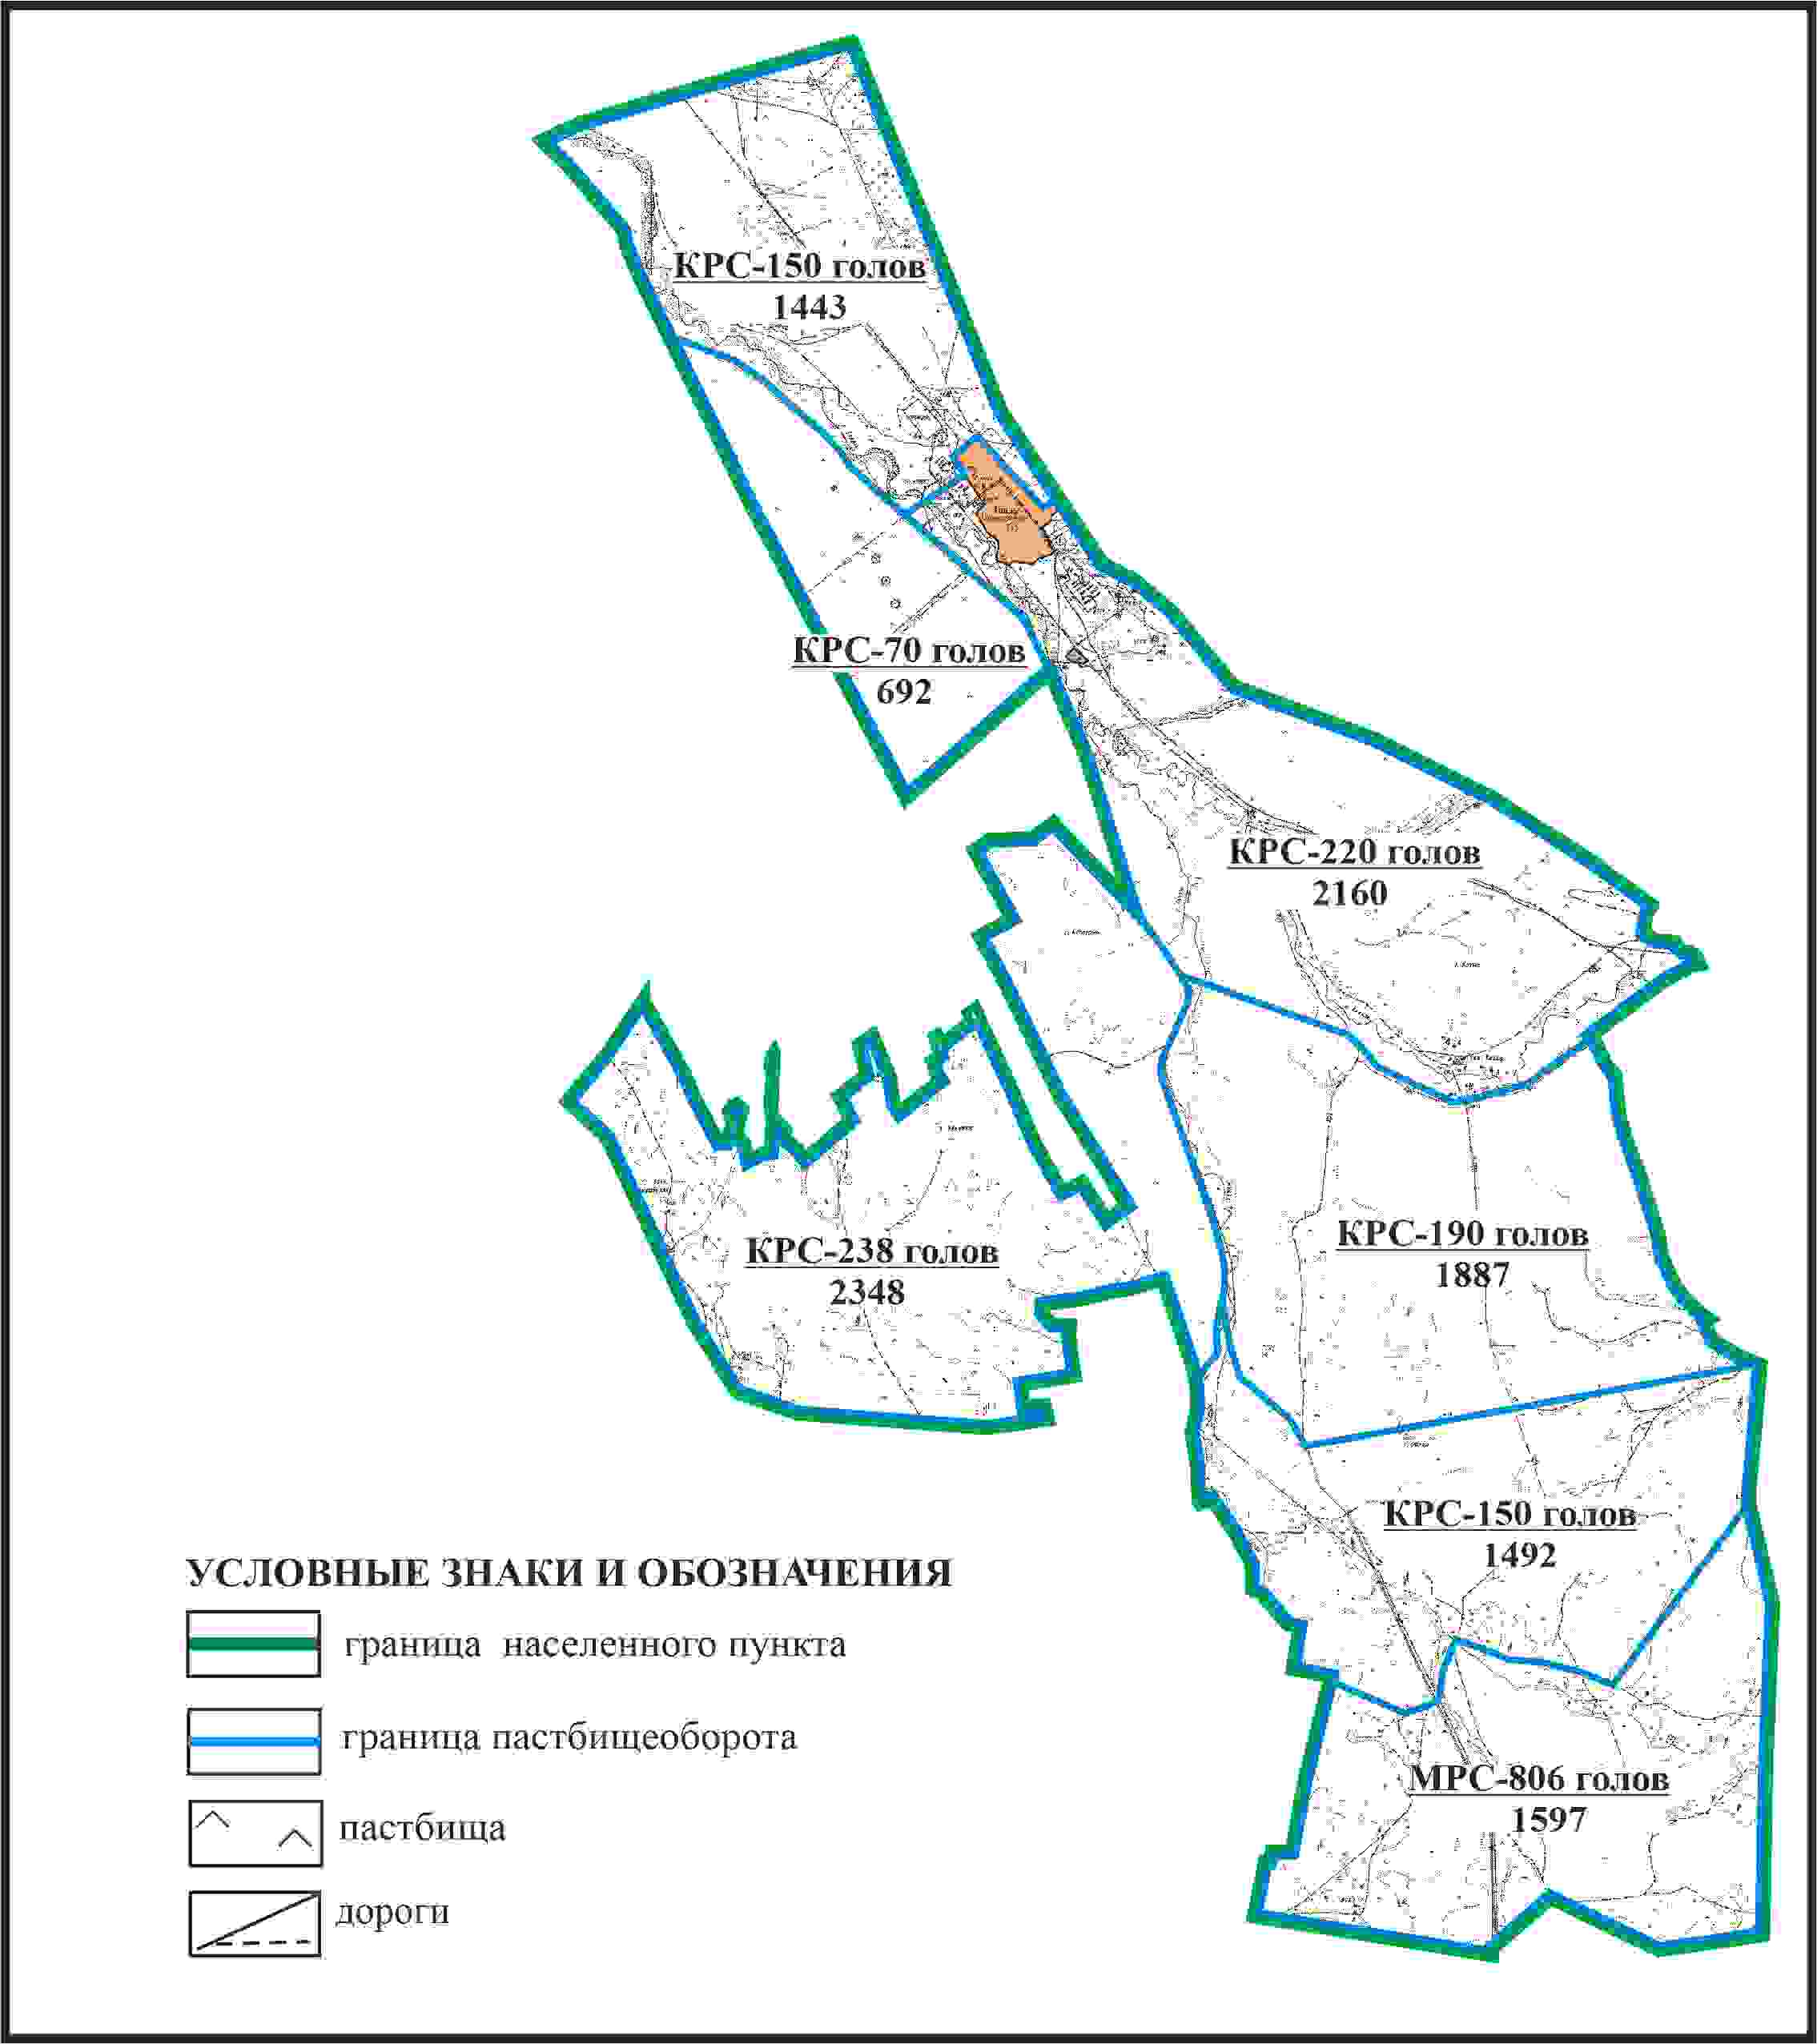 КРС-150 голов
1443
КРС-70 голов
692
КРС-220 голов
2160
КРС-238 голов
2348
КРС-190 голов
1887
КРС-150 голов
1492
МРС-806 голов
1597
УСЛОВНЫЕ ЗНАКИ И ОБОЗНАЧЕНИЯ
граница населенного пункта
граница пастбищеоборота
пастбища
дороги